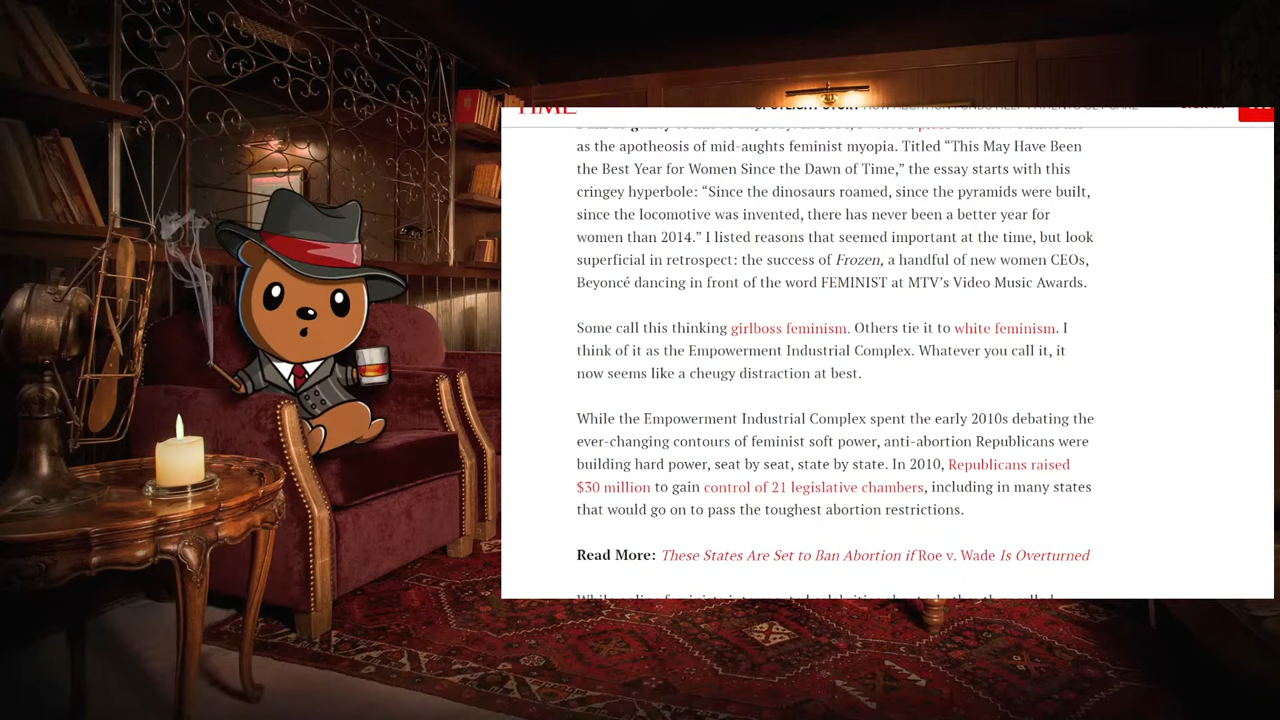 TIME
as the apotheosis of mid-aughts feminist myopia. Titled “This May Have Been
the Best Year for Women Since the Dawn of Time,” the essay starts with this
cringey hyperbole: “Since the dinosaurs roamed, since the pyramids were built,
since the locomotive was invented, there has never been a better year for
women than 2014.” I listed reasons that seemed important at the time, but look
superficial in retrospect: the success of Frozen, a handful of new women CEOs,
Beyoncé dancing in front of the word FEMINIST at MTV’s Video Music Awards.
Some call this thinking girlboss feminism. Others tie it to white feminism. I
think of it as the Empowerment Industrial Complex. Whatever you call it, it
now seems like a cheugy distraction at best.
While the Empowerment Industrial Complex spent the early 2010s debating the
ever-changing contours of feminist soft power, anti-abortion Republicans were
building hard power, seat by seat, state by state. In 2010, Republicans raised
$30 million to gain control of 21 legislative chambers, including in many states
that would go on to pass the toughest abortion restrictions.
Read More: These States Are Set to Ban Abortion if Roe v. Wade Is Overturned